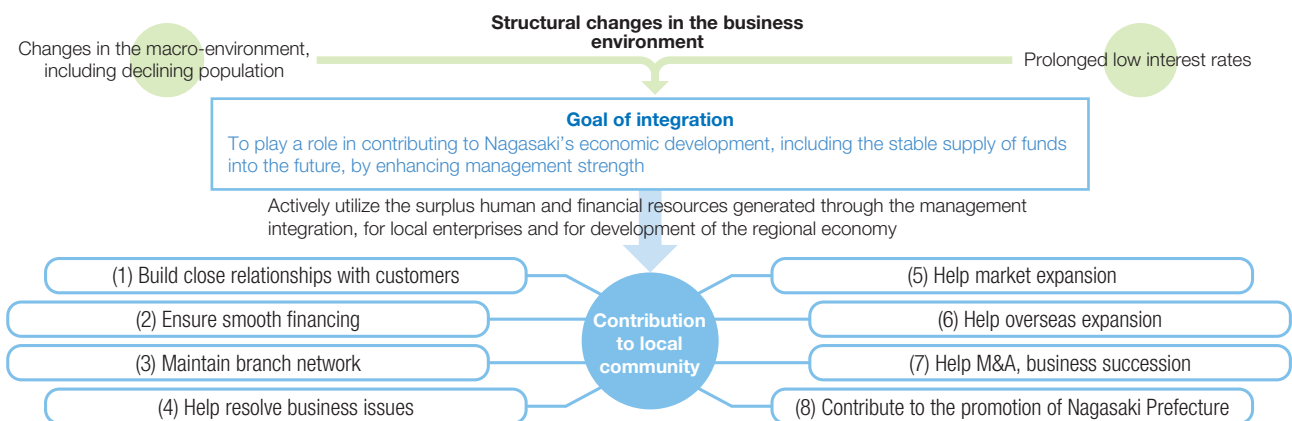 Structural changes in the business
environment
Changes in the macro-environment,
including declining population
Prolonged low interest rates
Goal of integration
To play a role in contributing to Nagasaki's economic development, including the stable supply of funds
into the future, by enhancing management strength
Actively utilize the surplus human and financial resources generated through the management
integration, for local enterprises and for development of the regional economy
(1) Build close relationships with customers
(2) Ensure smooth financing
(3) Maintain branch network
(4) Help resolve business issues
Contribution
to local
community
(5) Help market expansion
(6) Help overseas expansion
(7) Help M&A, business succession
(8) Contribute to the promotion of Nagasaki Prefecture